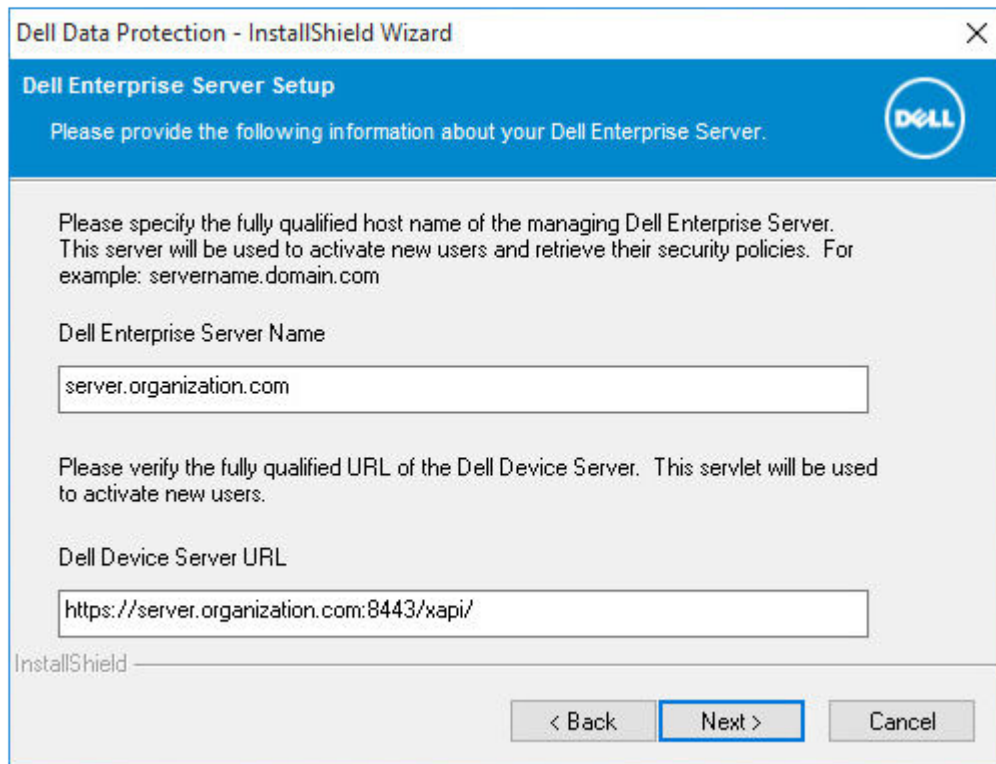 Dell Data Protection - InstallShield Wizard
Dell Enterprise Server Setup
Please provide the following information about your Dell Enterprise Server.
DELL
Please specify the fully qualified host name of the managing Dell Enterprise Server.
This server will be used to activate new users and retrieve their security policies.  For
example: servername.domain.com
Dell Enterprise Server Name
server.organization.com
Please verify the fully qualified URL of the Dell Device Server.  This servlet will be used
to activate new users.
Dell Device Server URL
https://server.organization.com:8443/xapi/
InstallShield
< Back
Next >
Cancel